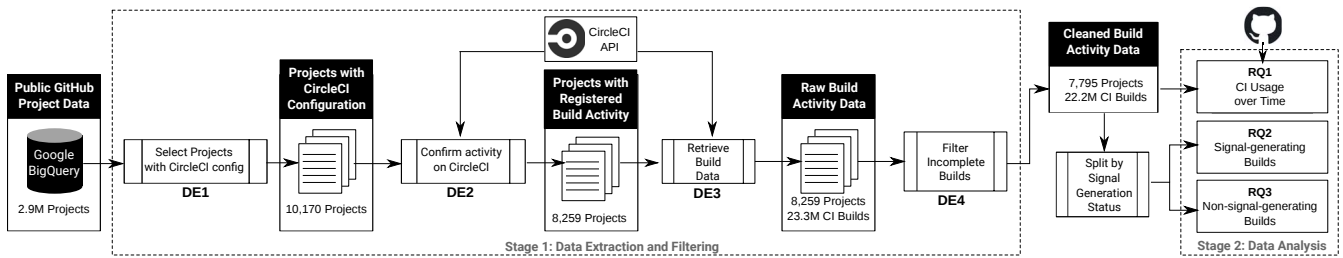 Public GitHub
Project Data
Google
BigQuery
2.9M Projects
Select Projects
with CircleCI config
DE1
Projects with
CircleCI
Configuration
10,170 Projects
CircleCI
API
Confirm activity
on CircleCI
DE2
Projects with
Registered
Build Activity
8,259 Projects
Retrieve
Build
Data
DE3
Raw Build
Activity Data
8,259 Projects
23.3M CI Builds
Filter
Incomplete
Builds
DE4
Stage 1: Data Extraction and Filtering
Cleaned Build
Activity Data
7,795 Projects
22.2M CI Builds
Split by
Signal
Generation
Status
RQ1
CI Usage
over Time
RQ2
Signal-generating
Builds
RQ3
Non-signal-generating
Builds
Stage 2: Data Analysis